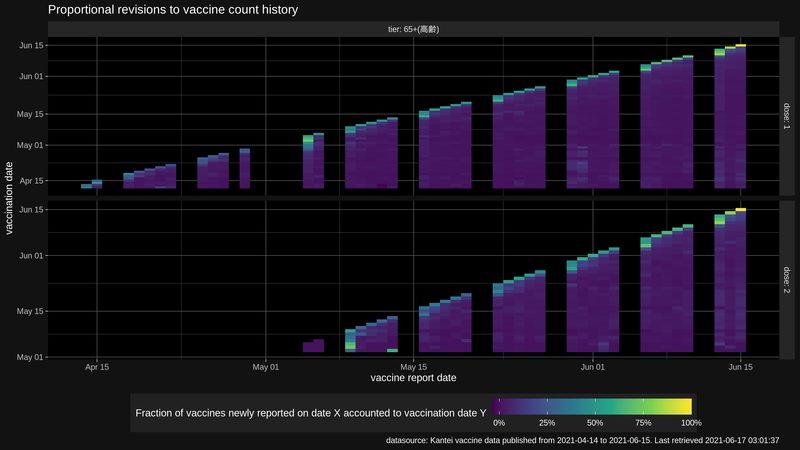 Proportional revisions to vaccine count history
tier: 65+(高齢)
Jun 15
Jun 01
May 15
May 01
Apr 15
dose: 1
vaccination date
Jun 15
Jun 01
May 15
May 01
dose: 2
Apr 15
May 01
May 15
Jun 01
Jun 15
vaccine report date
Fraction of vaccines newly reported on date X accounted to vaccination date Y
0%
25%
50%
75%
100%
datasource: Kantei vaccine data published from 2021-04-14 to 2021-06-15. Last retrieved 2021-06-17 03:01:37